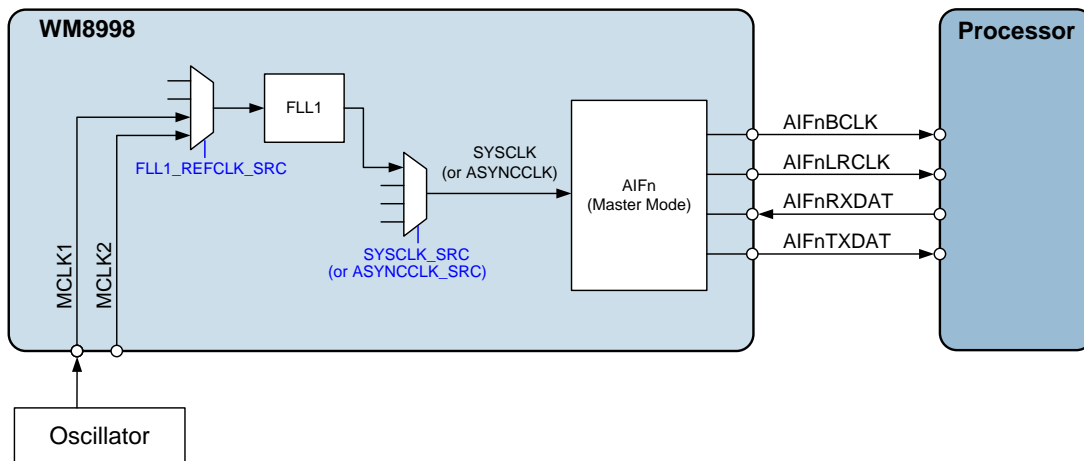 WM8998
Processor
FLL1
FLL1_REFCLK_SRC
SYSCLK
(or ASYNCCLK)
SYSCLK_SRC
(or ASYNCCLK_SRC)
AIFn
(Master Mode)
AIFnBCLK
AIFnLRCLK
AIFnRXDAT
AIFnTXDAT
MCLK1
MCLK2
Oscillator